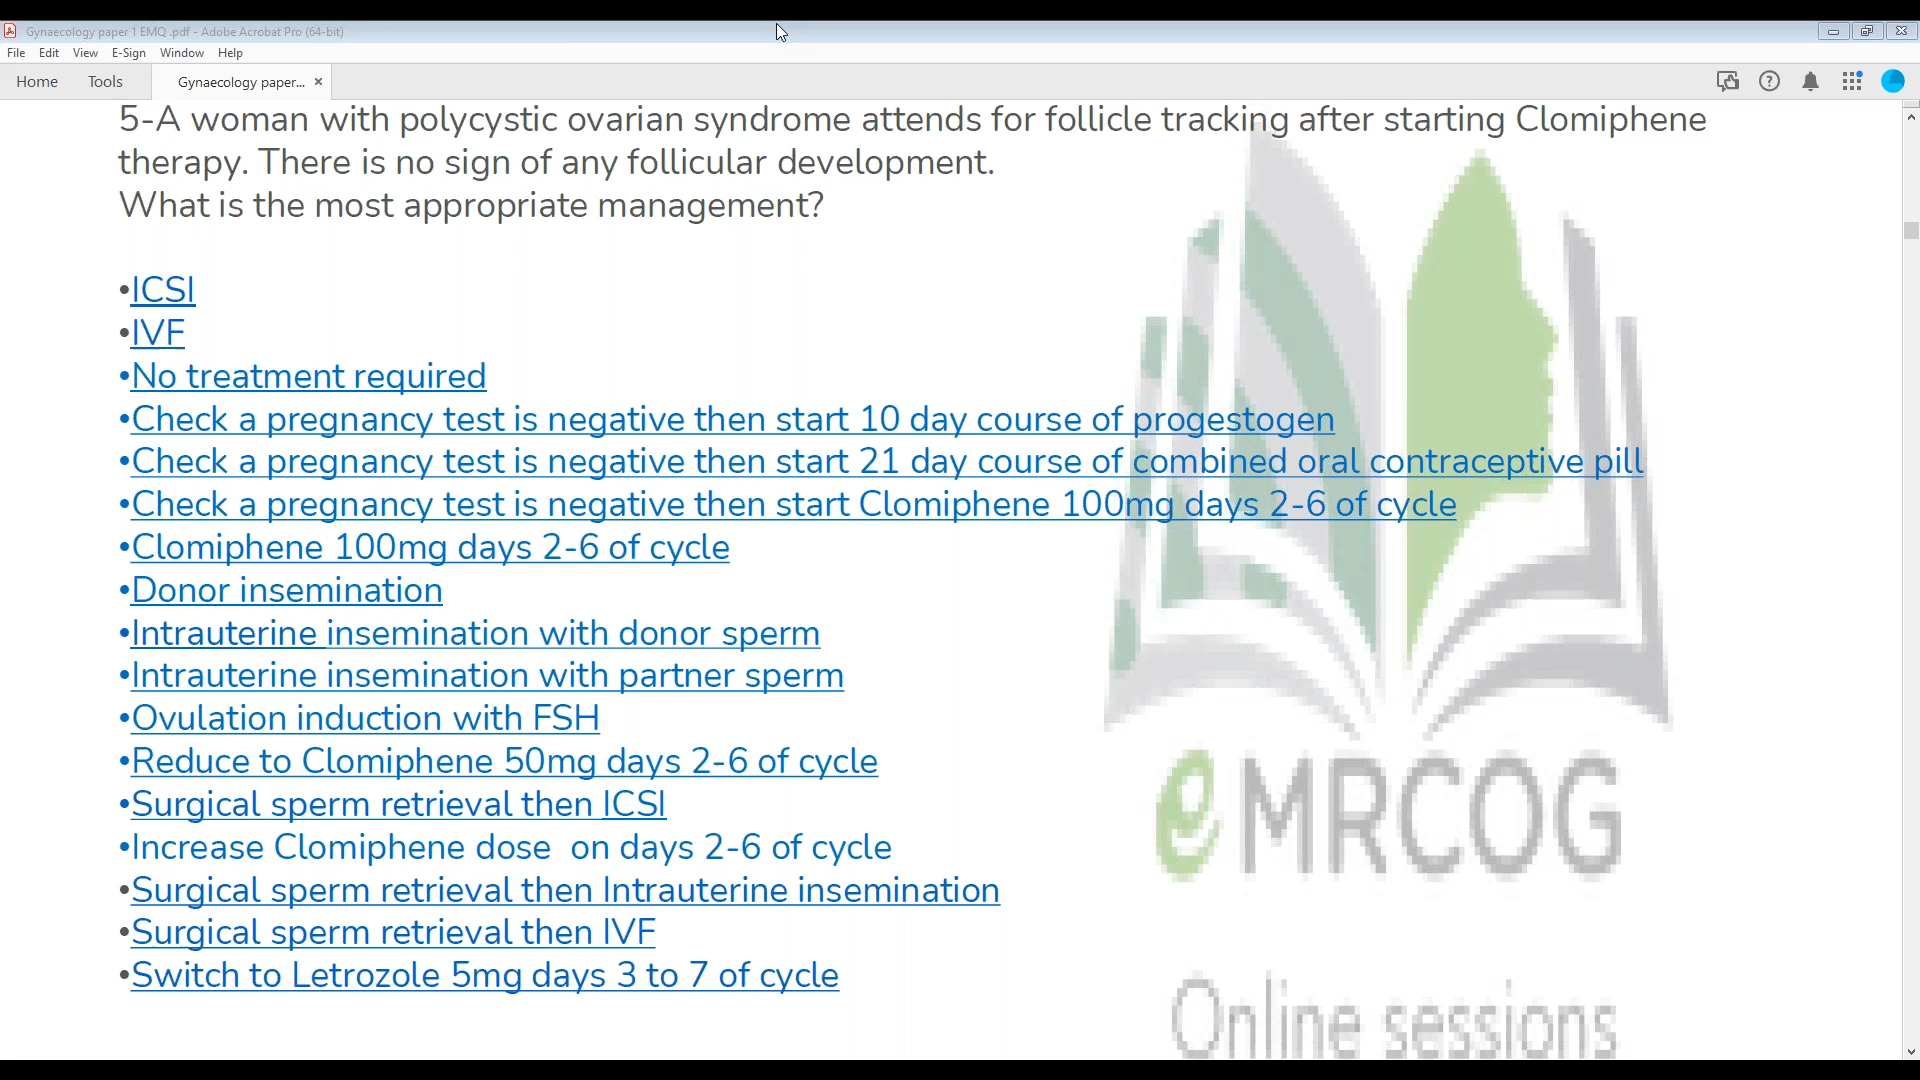 Gynaecology paper 1 EMQ .pdf - Adobe Acrobat Pro (64-bit)
File Edit View E-Sign Window Help
Home Tools Gynaecology paper... ×
5-A woman with polycystic ovarian syndrome attends for follicle tracking after starting Clomiphene
therapy. There is no sign of any follicular development.
What is the most appropriate management?
•ICSI
•IVF
•No treatment required
•Check a pregnancy test is negative then start 10 day course of progestogen
•Check a pregnancy test is negative then start 21 day course of combined oral contraceptive pill
•Check a pregnancy test is negative then start Clomiphene 100mg days 2-6 of cycle
•Clomiphene 100mg days 2-6 of cycle
•Donor insemination
•Intrauterine insemination with donor sperm
•Intrauterine insemination with partner sperm
•Ovulation induction with FSH
•Reduce to Clomiphene 50mg days 2-6 of cycle
•Surgical sperm retrieval then ICSI
•Increase Clomiphene dose  on days 2-6 of cycle
•Surgical sperm retrieval then Intrauterine insemination
•Surgical sperm retrieval then IVF
•Switch to Letrozole 5mg days 3 to 7 of cycle
eMRCOG
Online sessions